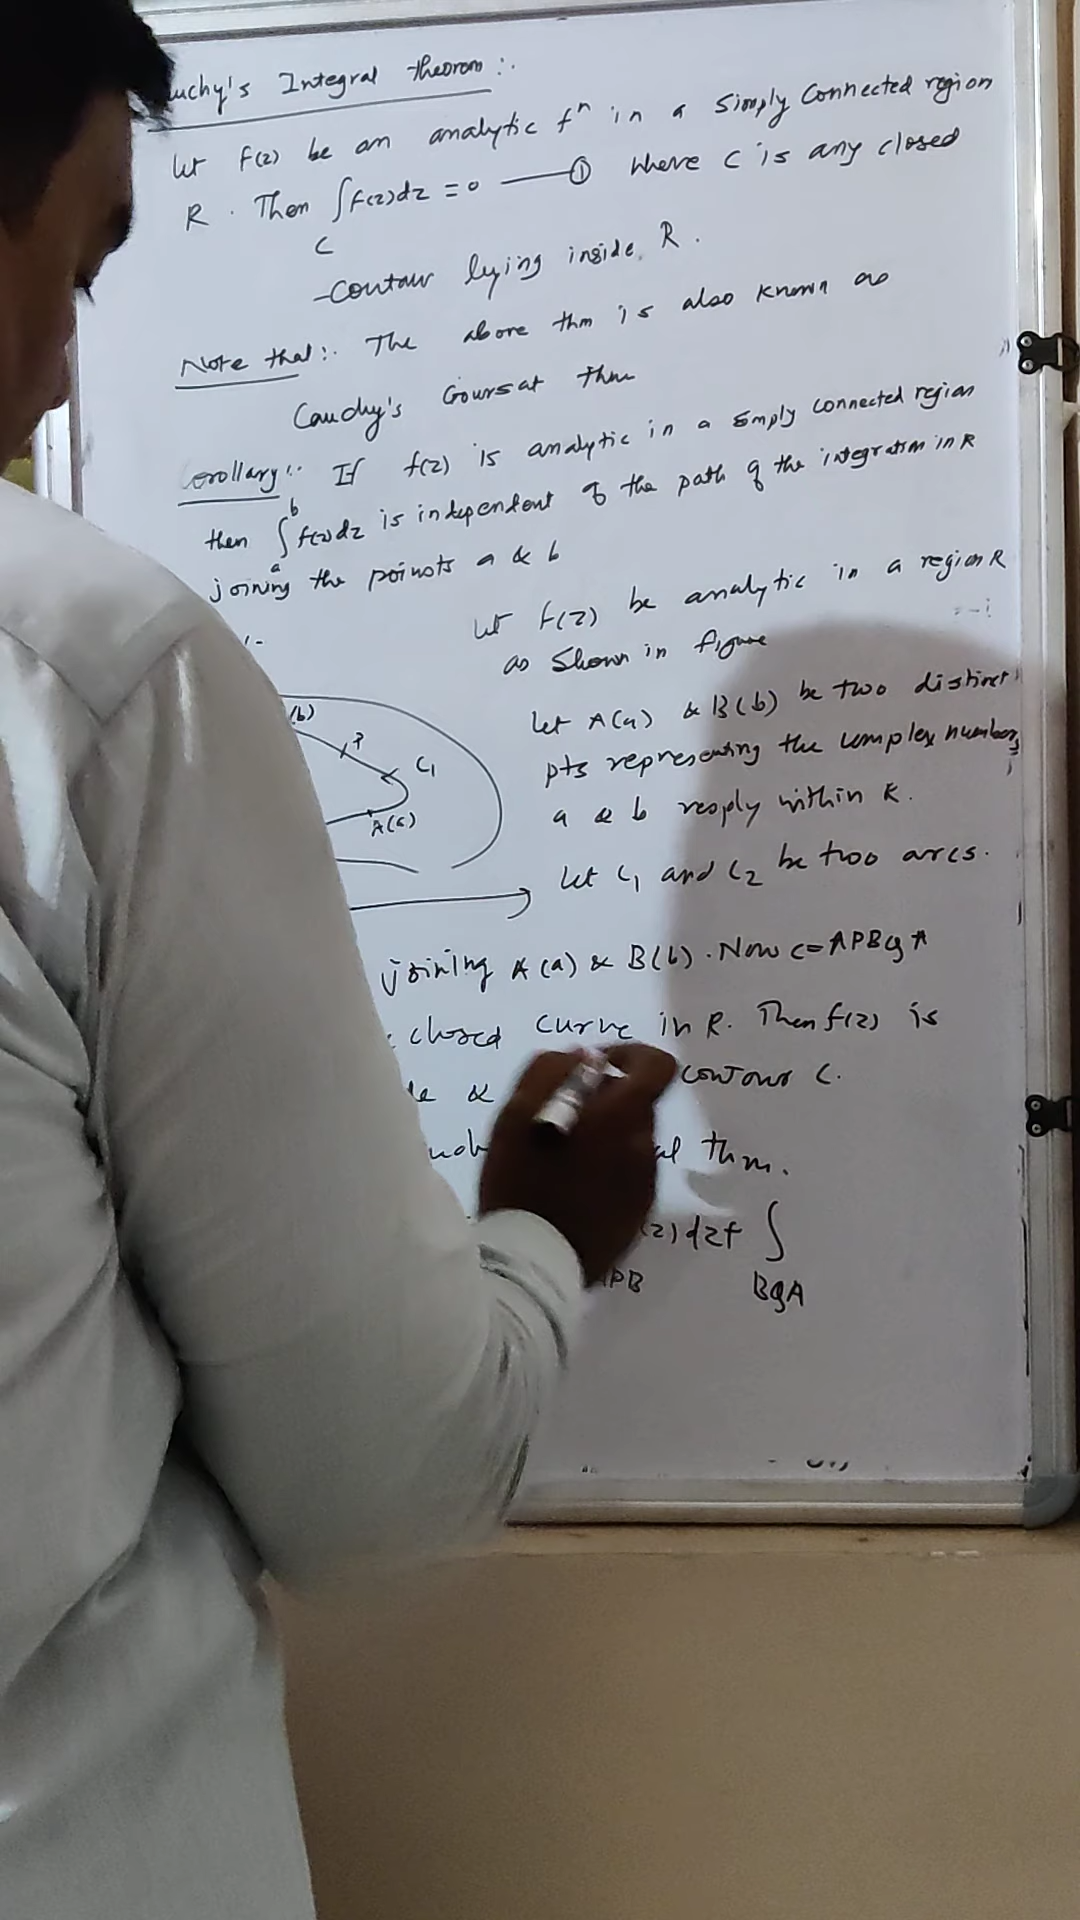 uchy's Integral theorem :.
Let F(z) be an analytic fⁿ in a simply connected region
R. Then ∫f(z)dz = 0 —— ① where C is any closed
C
contour lying inside R.
Note that:. The above thm is also known as
Cauchy's Goursat thm
Corollary:. If f(z) is analytic in a simply connected region
then ∫f(z)dz is independent of the path of the integration in R
b
a
joining the points a & b
Let f(z) be analytic in a region R
as shown in figure
(b)
P
C₁
A(a)
Let A(a) & B(b) be two distinct
pts representing the complex numbers
a & b resply within R.
Let C₁ and C₂ be two arcs.
joining A(a) & B(b). Now C=APBQA
closed curve in R. Then f(z) is
de & contour C.
al thm.
(z)dz+ ∫
APB BQA